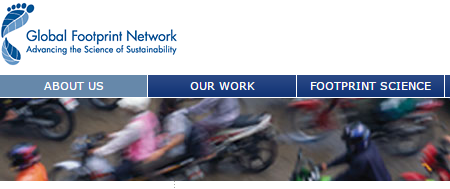 Global Footprint Network
Advancing the Science of Sustainability
ABOUT US
OUR WORK
FOOTPRINT SCIENCE